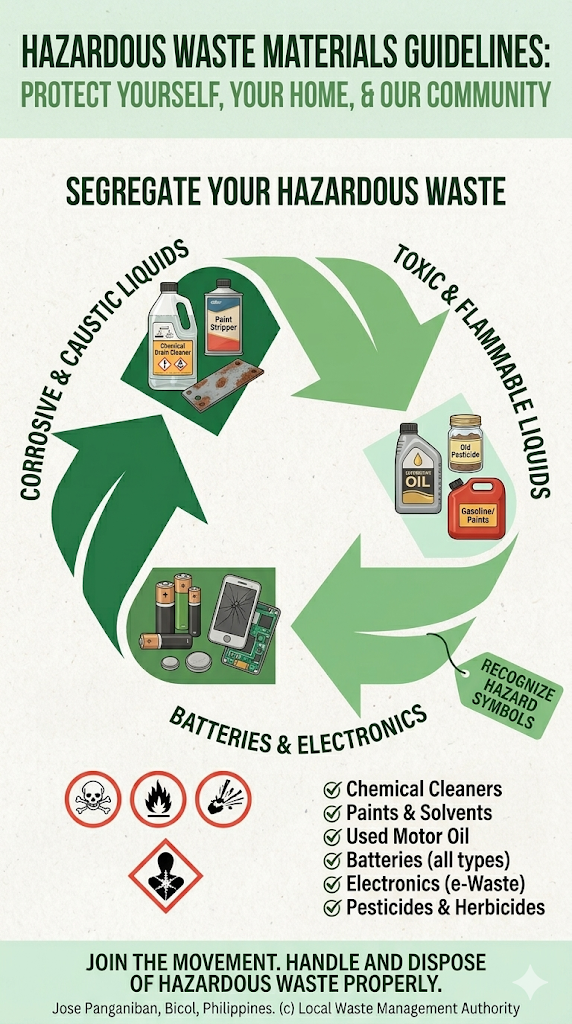 HAZARDOUS WASTE MATERIALS GUIDELINES:
PROTECT YOURSELF, YOUR HOME, & OUR COMMUNITY
SEGREGATE YOUR HAZARDOUS WASTE
CORROSIVE & CAUSTIC LIQUIDS
Chemical
Drain Cleaner
Paint
Stripper
TOXIC & FLAMMABLE LIQUIDS
OIL
Old
Pesticide
Gasoline/
Paints
BATTERIES & ELECTRONICS
RECOGNIZE
HAZARD
SYMBOLS
Chemical Cleaners
Paints & Solvents
Used Motor Oil
Batteries (all types)
Electronics (e-Waste)
Pesticides & Herbicides
JOIN THE MOVEMENT. HANDLE AND DISPOSE
OF HAZARDOUS WASTE PROPERLY.
Jose Panganiban, Bicol, Philippines. (c) Local Waste Management Authority